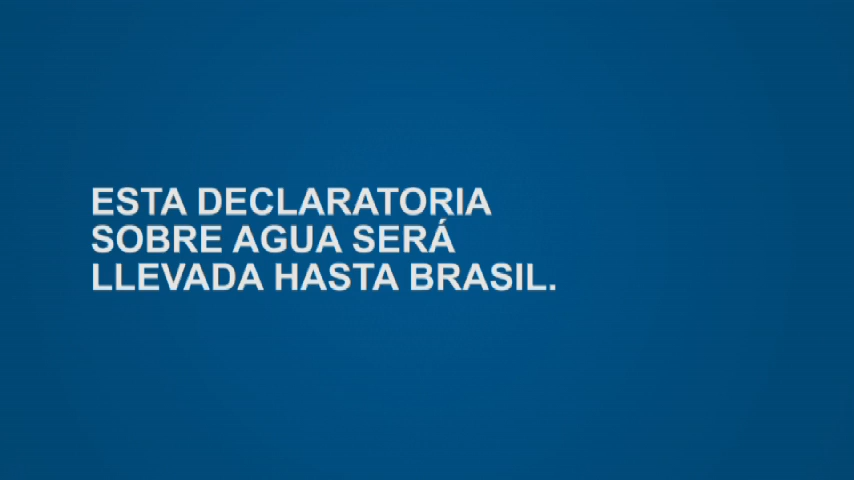 ESTA DECLARATORIA
SOBRE AGUA SERÁ
LLEVADA HASTA BRASIL.